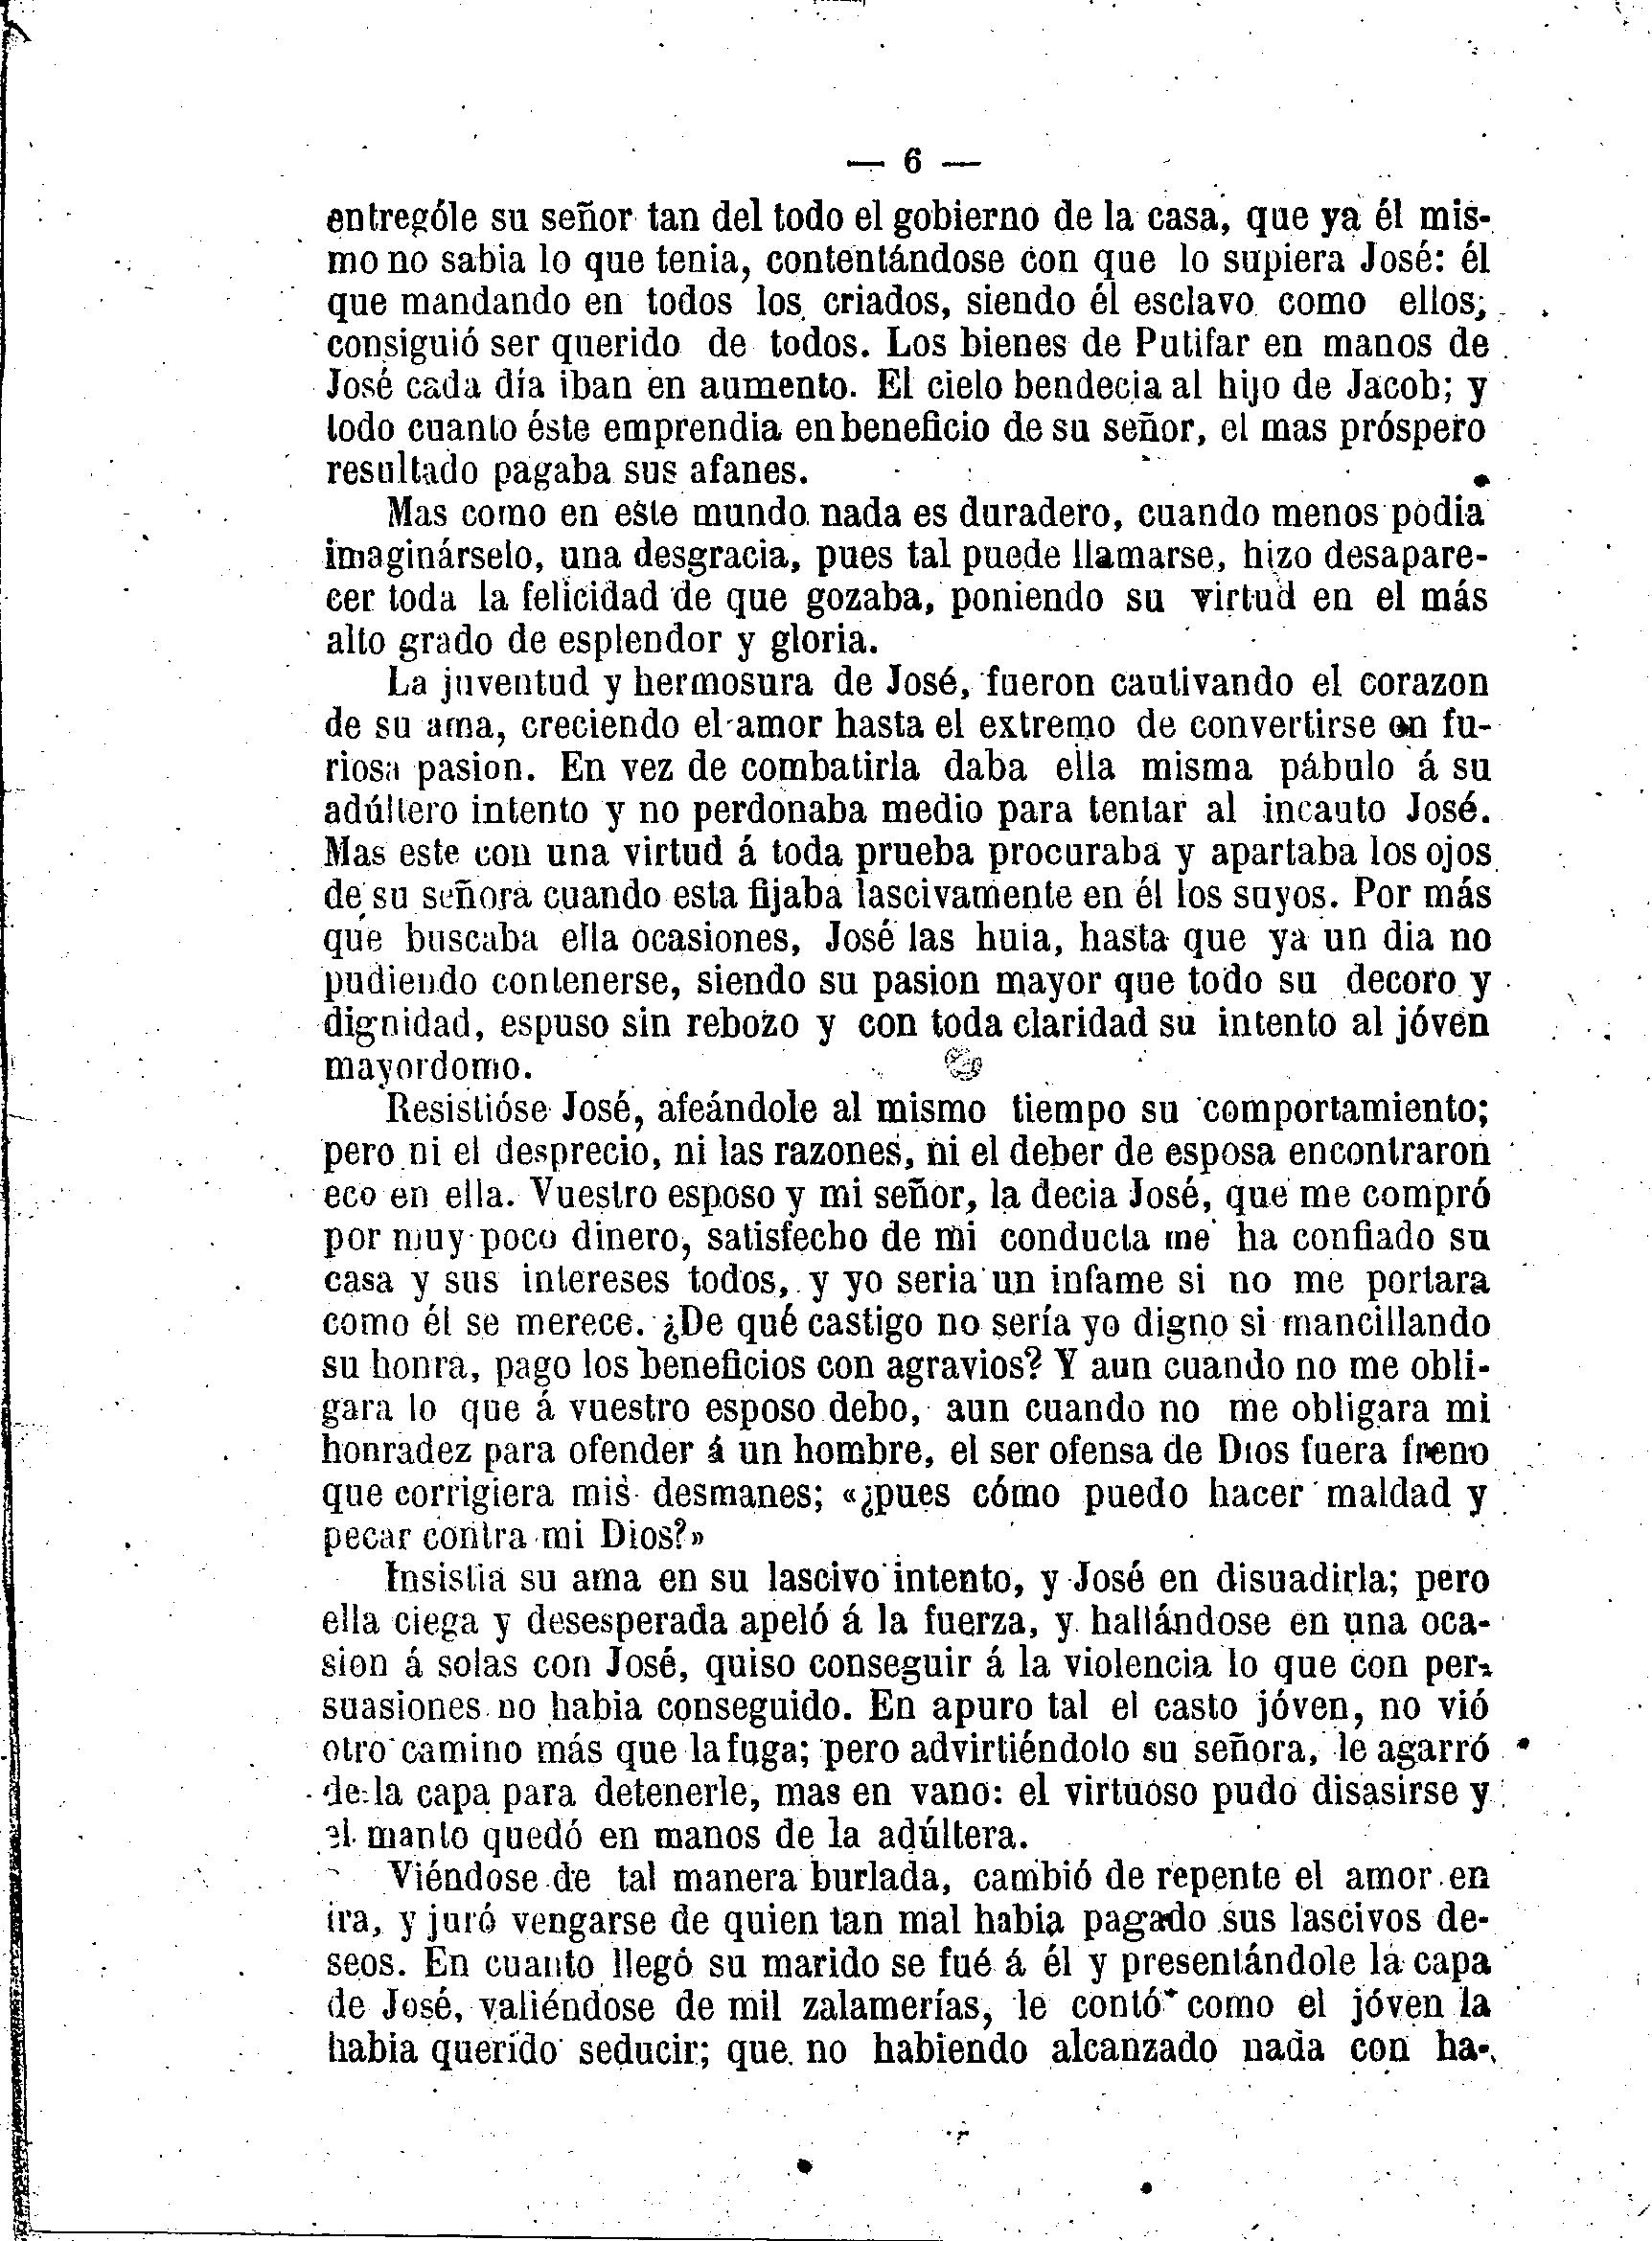 — 6 —
entrególe su señor tan del todo el gobierno de la casa, que ya él mis-
mo no sabia lo que tenia, contentándose con que lo supiera José: él
que mandando en todos los criados, siendo él esclavo como ellos;
consiguió ser querido de todos. Los bienes de Putifar en manos de
José cada día iban en aumento. El cielo bendecia al hijo de Jacob; y
todo cuanto éste emprendia en beneficio de su señor, el mas próspero
resultado pagaba sus afanes.
Mas como en este mundo nada es duradero, cuando menos podia
imaginárselo, una desgracia, pues tal puede llamarse, hizo desapare-
cer toda la felicidad de que gozaba, poniendo su virtud en el más
alto grado de esplendor y gloria.
La juventud y hermosura de José, fueron cautivando el corazon
de su ama, creciendo el amor hasta el extremo de convertirse en fu-
riosa pasion. En vez de combatirla daba ella misma pábulo á su
adúltero intento y no perdonaba medio para tentar al incauto José.
Mas este con una virtud á toda prueba procuraba y apartaba los ojos
de su señora cuando esta fijaba lascivamente en él los suyos. Por más
que buscaba ella ocasiones, José las huia, hasta que ya un dia no
pudiendo contenerse, siendo su pasion mayor que todo su decoro y
dignidad, espuso sin rebozo y con toda claridad su intento al jóven
mayordomo.
Resistióse José, afeándole al mismo tiempo su comportamiento;
pero ni el desprecio, ni las razones, ni el deber de esposa encontraron
eco en ella. Vuestro esposo y mi señor, la decia José, que me compró
por muy poco dinero, satisfecho de mi conducta me ha confiado su
casa y sus intereses todos, y yo seria un infame si no me portara
como él se merece. ¿De qué castigo no sería yo digno si mancillando
su honra, pago los beneficios con agravios? Y aun cuando no me obli-
gara lo que á vuestro esposo debo, aun cuando no me obligara mi
honradez para ofender á un hombre, el ser ofensa de Dios fuera freno
que corrigiera mis desmanes; «¿pues cómo puedo hacer maldad y
pecar contra mi Dios?»
Insistia su ama en su lascivo intento, y José en disuadirla; pero
ella ciega y desesperada apeló á la fuerza, y hallándose en una oca-
sion á solas con José, quiso conseguir á la violencia lo que con per-
suasiones no habia conseguido. En apuro tal el casto jóven, no vió
otro camino más que la fuga; pero advirtiéndolo su señora, le agarró
de la capa para detenerle, mas en vano: el virtuoso pudo disasirse y
el manto quedó en manos de la adúltera.
Viéndose de tal manera burlada, cambió de repente el amor en
ira, y juró vengarse de quien tan mal habia pagado sus lascivos de-
seos. En cuanto llegó su marido se fué á él y presentándole la capa
de José, valiéndose de mil zalamerías, le contó como el jóven la
habia querido seducir; que no habiendo alcanzado nada con ha-